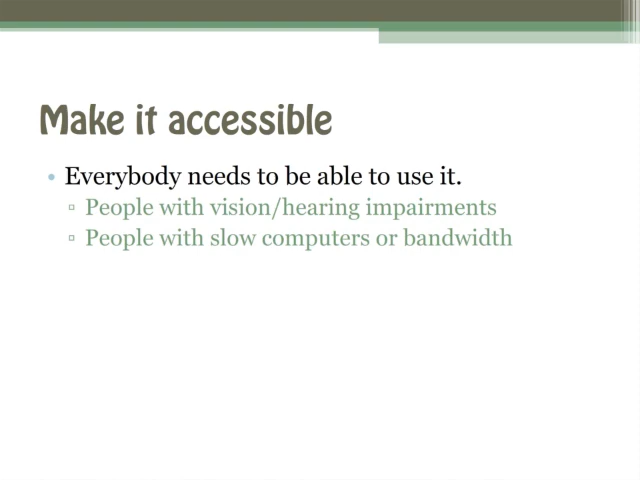 Make it accessible
• Everybody needs to be able to use it.
▫ People with vision/hearing impairments
▫ People with slow computers or bandwidth